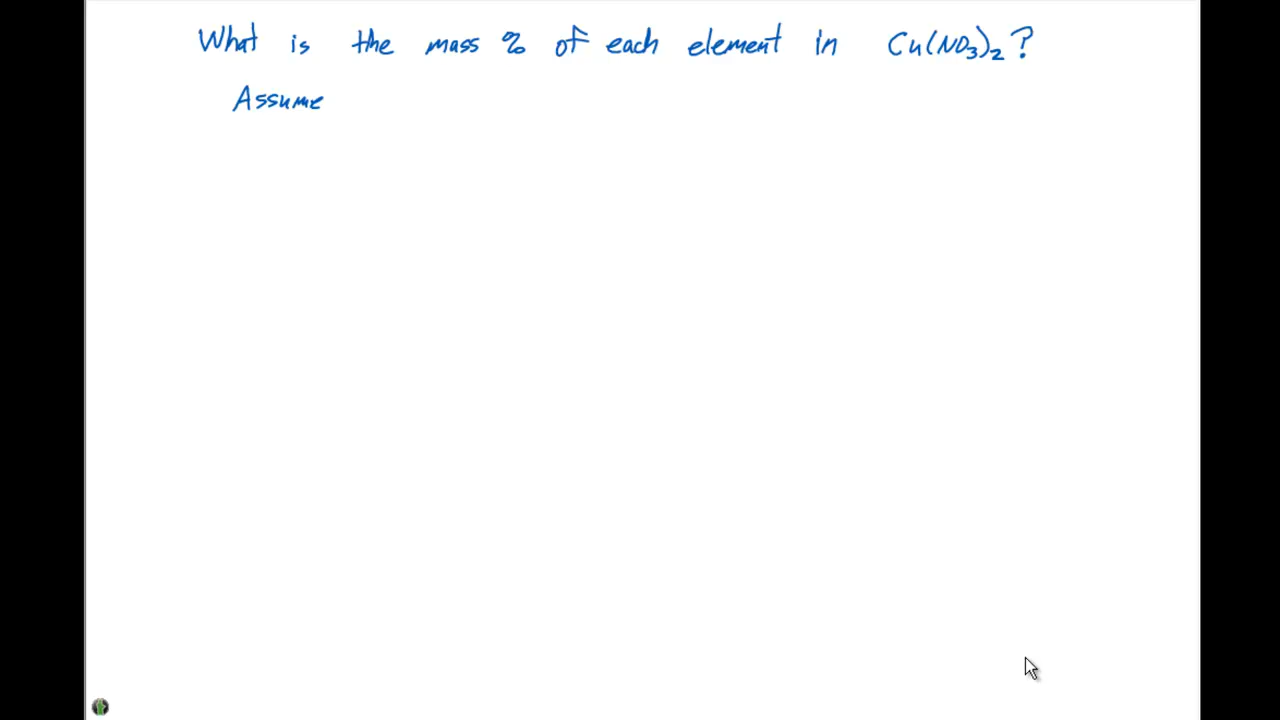 What is the mass % of each element in Cu(NO₃)₂?
Assume